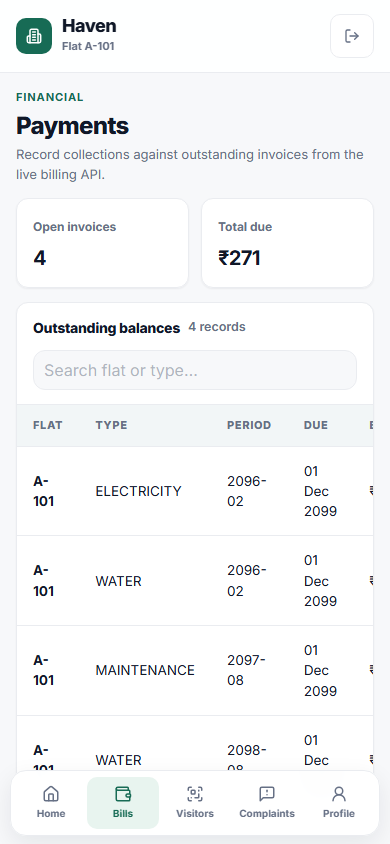 Haven
Flat A-101
FINANCIAL
Payments
Record collections against outstanding invoices from the
live billing API.
Open invoices
4
Total due
₹271
Outstanding balances 4 records
Search flat or type...
FLAT TYPE PERIOD DUE
A-
101
ELECTRICITY
2096-
02
01
Dec
2099
A-
101
WATER
2096-
02
01
Dec
2099
A-
101
MAINTENANCE
2097-
08
01
Dec
2099
A-
101
WATER
2098-
08
01
Dec
Home Bills Visitors Complaints Profile